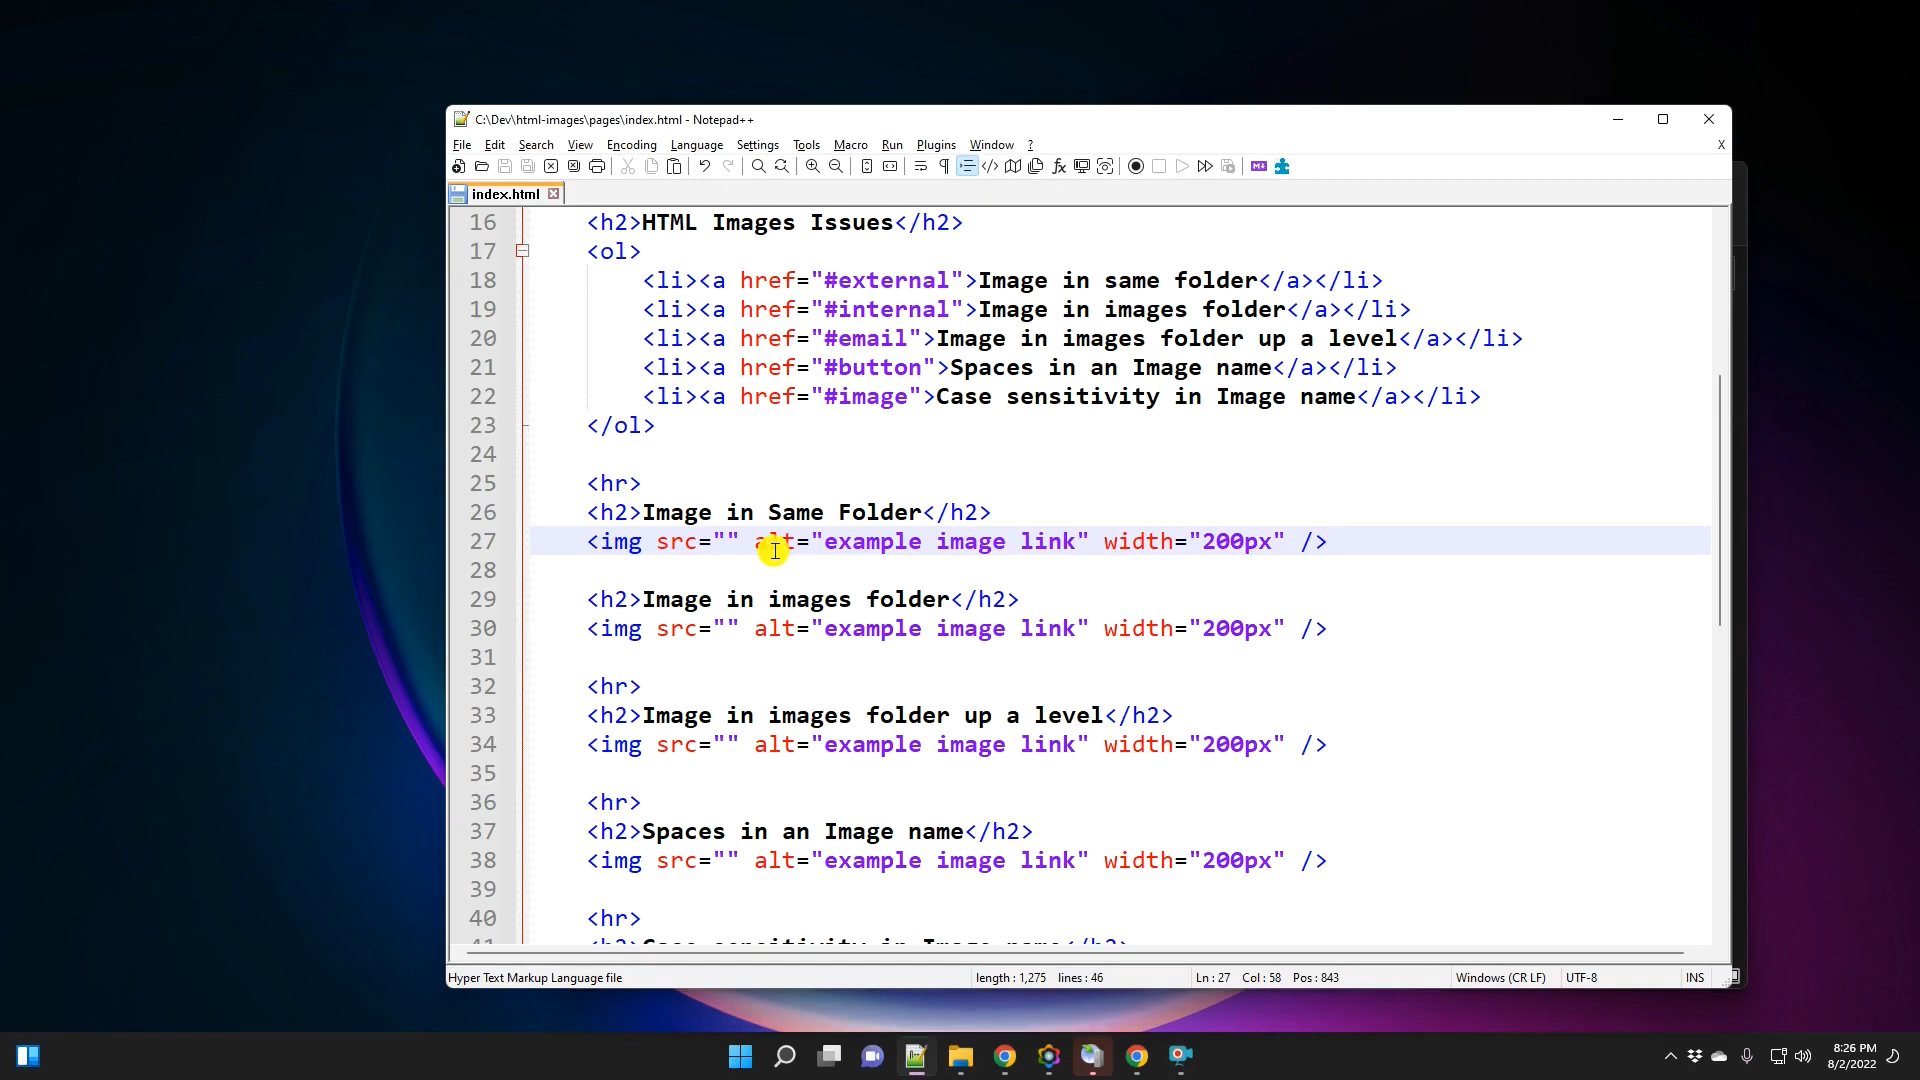 C:\Dev\html-images\pages\index.html - Notepad++
File Edit Search View Encoding Language Settings Tools Macro Run Plugins Window ? X
index.html
16 <h2>HTML Images Issues</h2>
17 <ol>
18 <li><a href="#external">Image in same folder</a></li>
19 <li><a href="#internal">Image in images folder</a></li>
20 <li><a href="#email">Image in images folder up a level</a></li>
21 <li><a href="#button">Spaces in an Image name</a></li>
22 <li><a href="#image">Case sensitivity in Image name</a></li>
23 </ol>
24
25 <hr>
26 <h2>Image in Same Folder</h2>
27 <img src="" alt="example image link" width="200px" />
28
29 <h2>Image in images folder</h2>
30 <img src="" alt="example image link" width="200px" />
31
32 <hr>
33 <h2>Image in images folder up a level</h2>
34 <img src="" alt="example image link" width="200px" />
35
36 <hr>
37 <h2>Spaces in an Image name</h2>
38 <img src="" alt="example image link" width="200px" />
39
40 <hr>
41 <h2>Case sensitivity in Image name</h2>
Hyper Text Markup Language file length : 1,275 lines : 46 Ln : 27 Col : 58 Pos : 843 Windows (CR LF) UTF-8 INS
8:26 PM
8/2/2022